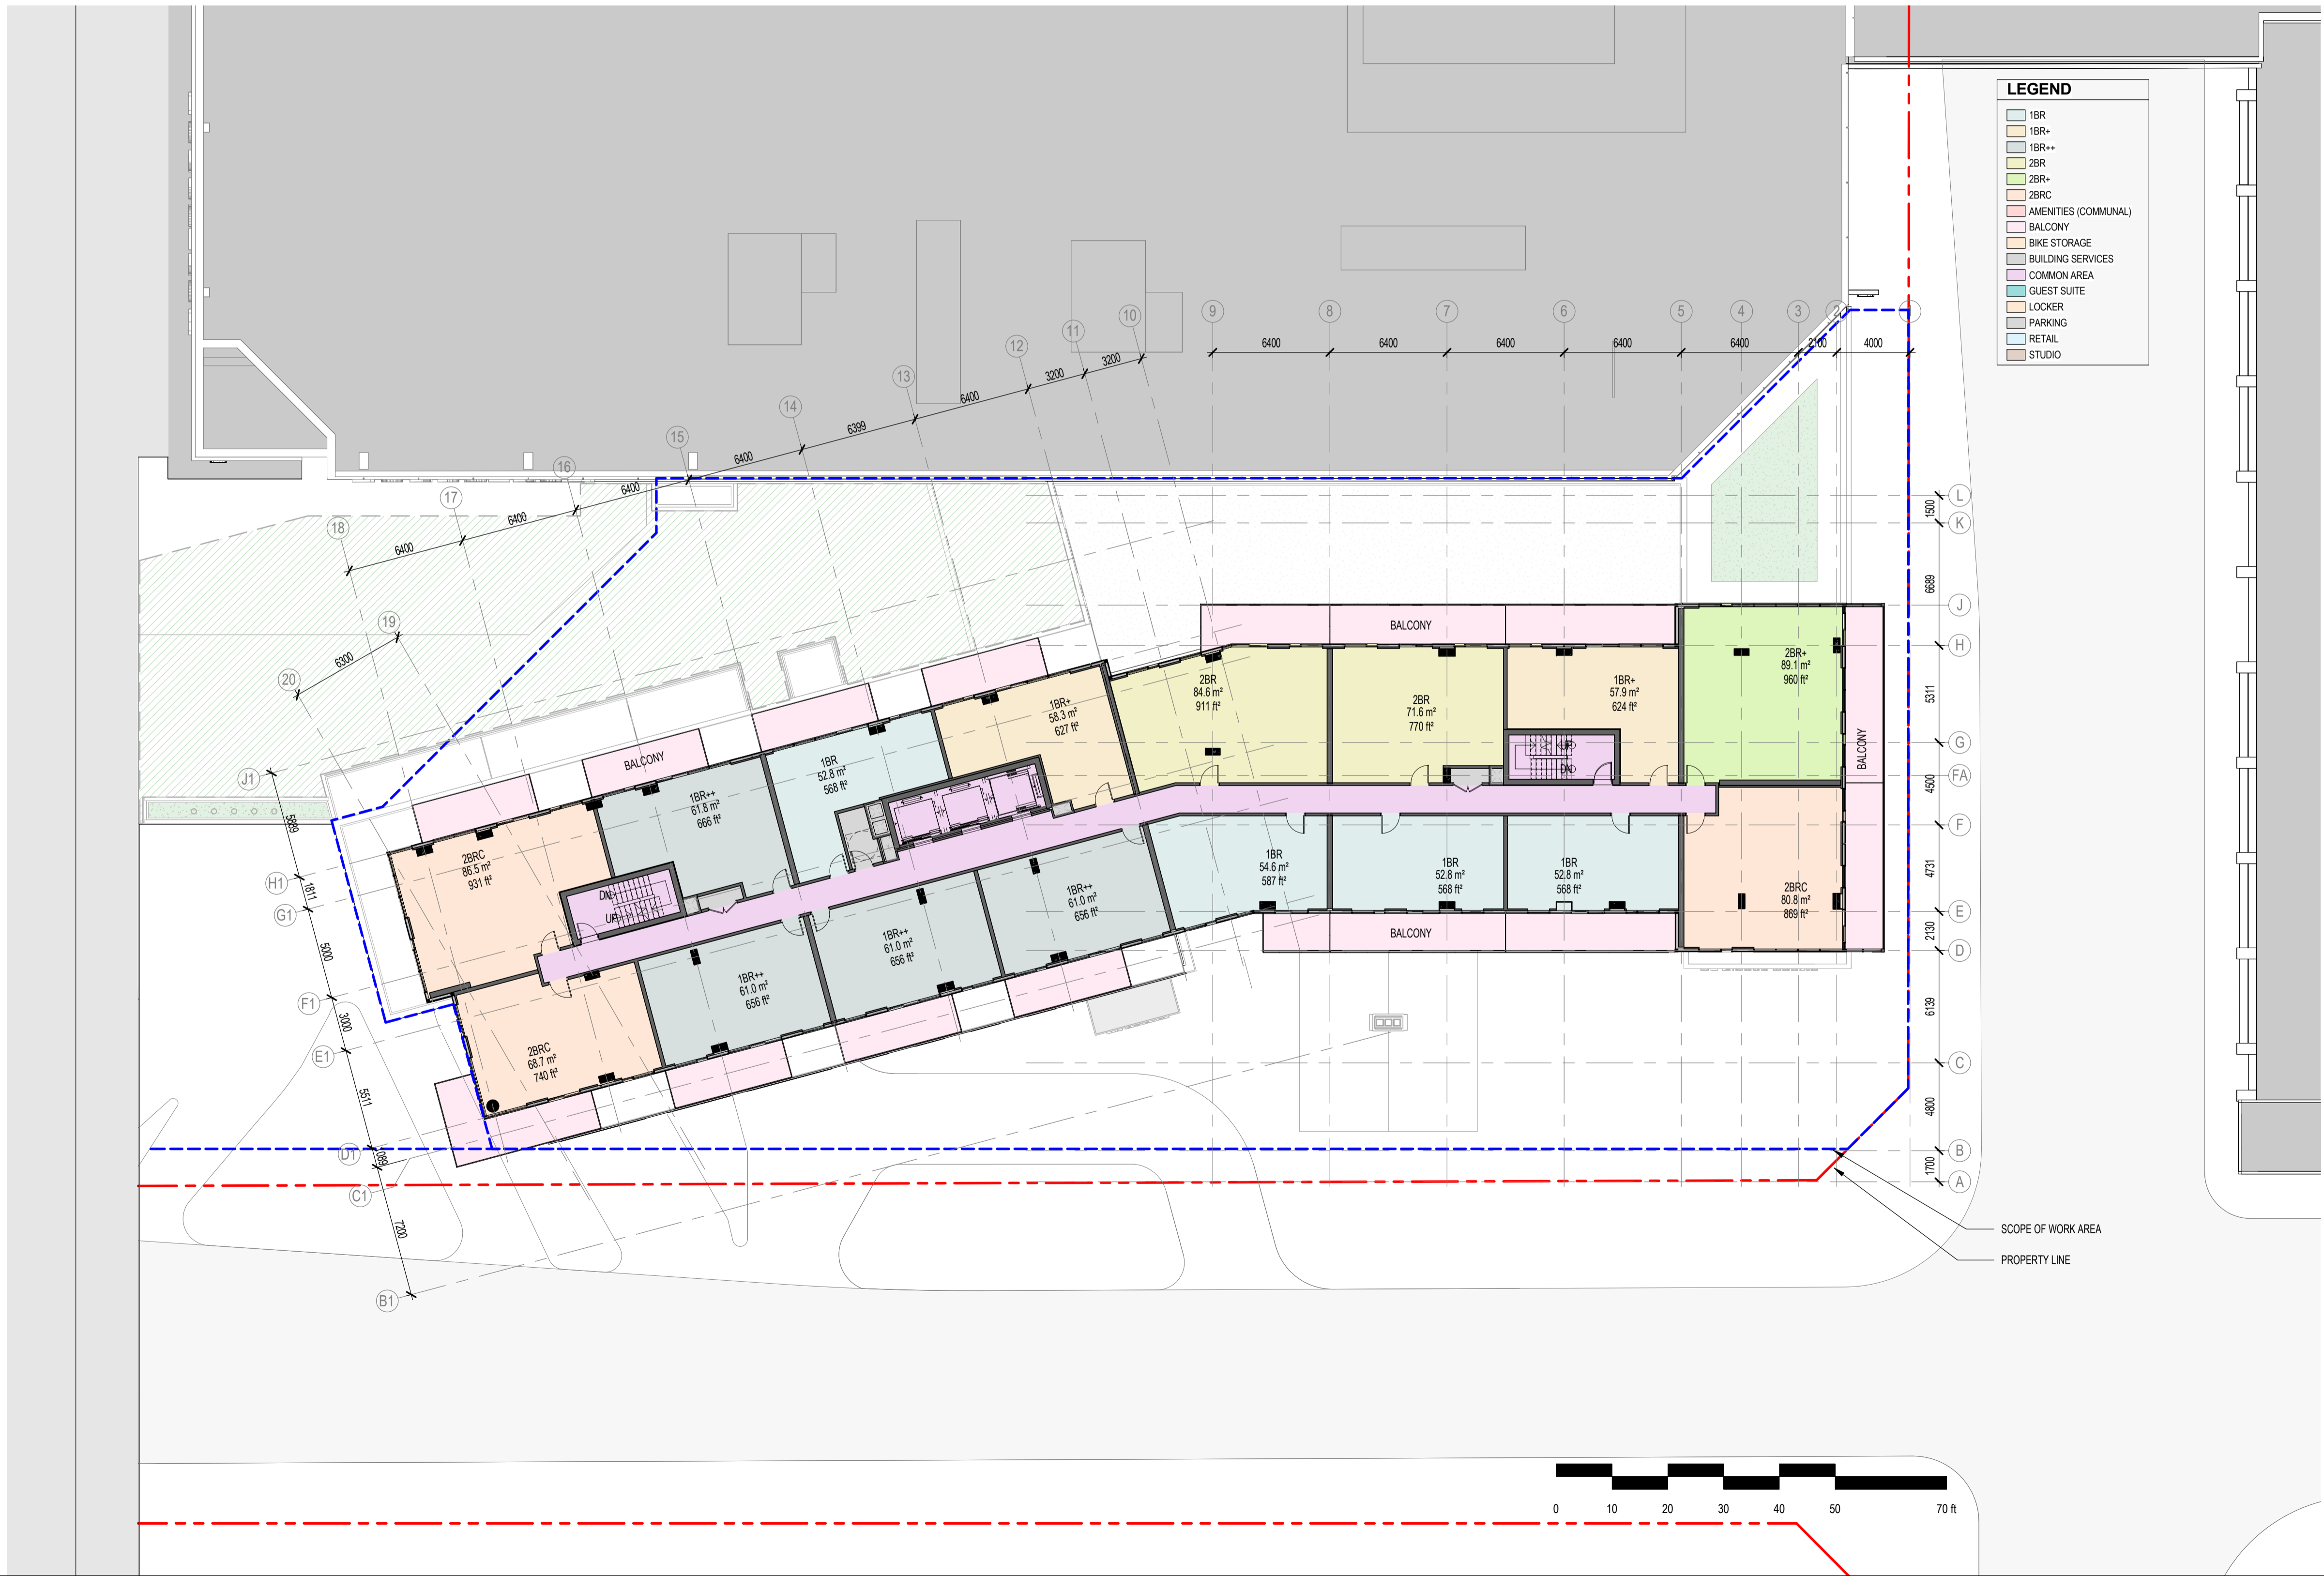 LEGEND
1BR
1BR+
1BR++
2BR
2BR+
2BRC
AMENITIES (COMMUNAL)
BALCONY
BIKE STORAGE
BUILDING SERVICES
COMMON AREA
GUEST SUITE
LOCKER
PARKING
RETAIL
STUDIO
20
19
18
17
16
15
14
13
12
11
10
9
8
7
6
5
4
3
2
6300
6400
6400
6400
6400
6399
6400
3200
3200
6400
6400
6400
6400
6400
2100
4000
L
K
J
H
G
FA
F
E
D
C
B
A
1500
6689
5311
4500
4731
2130
6139
4800
1700
J1
H1
G1
F1
E1
D1
C1
B1
5889
1811
5000
3000
5511
1089
7200
BALCONY
BALCONY
BALCONY
BALCONY
2BRC
86.5 m²
931 ft²
1BR++
61.8 m²
666 ft²
1BR
52.8 m²
568 ft²
1BR+
58.3 m²
627 ft²
2BR
84.6 m²
911 ft²
2BR
71.6 m²
770 ft²
1BR+
57.9 m²
624 ft²
2BR+
89.1 m²
960 ft²
UP
DN
DN
UP
2BRC
68.7 m²
740 ft²
1BR++
61.0 m²
656 ft²
1BR++
61.0 m²
656 ft²
1BR++
61.0 m²
656 ft²
1BR
54.6 m²
587 ft²
1BR
52.8 m²
568 ft²
1BR
52.8 m²
568 ft²
2BRC
80.8 m²
869 ft²
SCOPE OF WORK AREA
PROPERTY LINE
0 10 20 30 40 50 70 ft